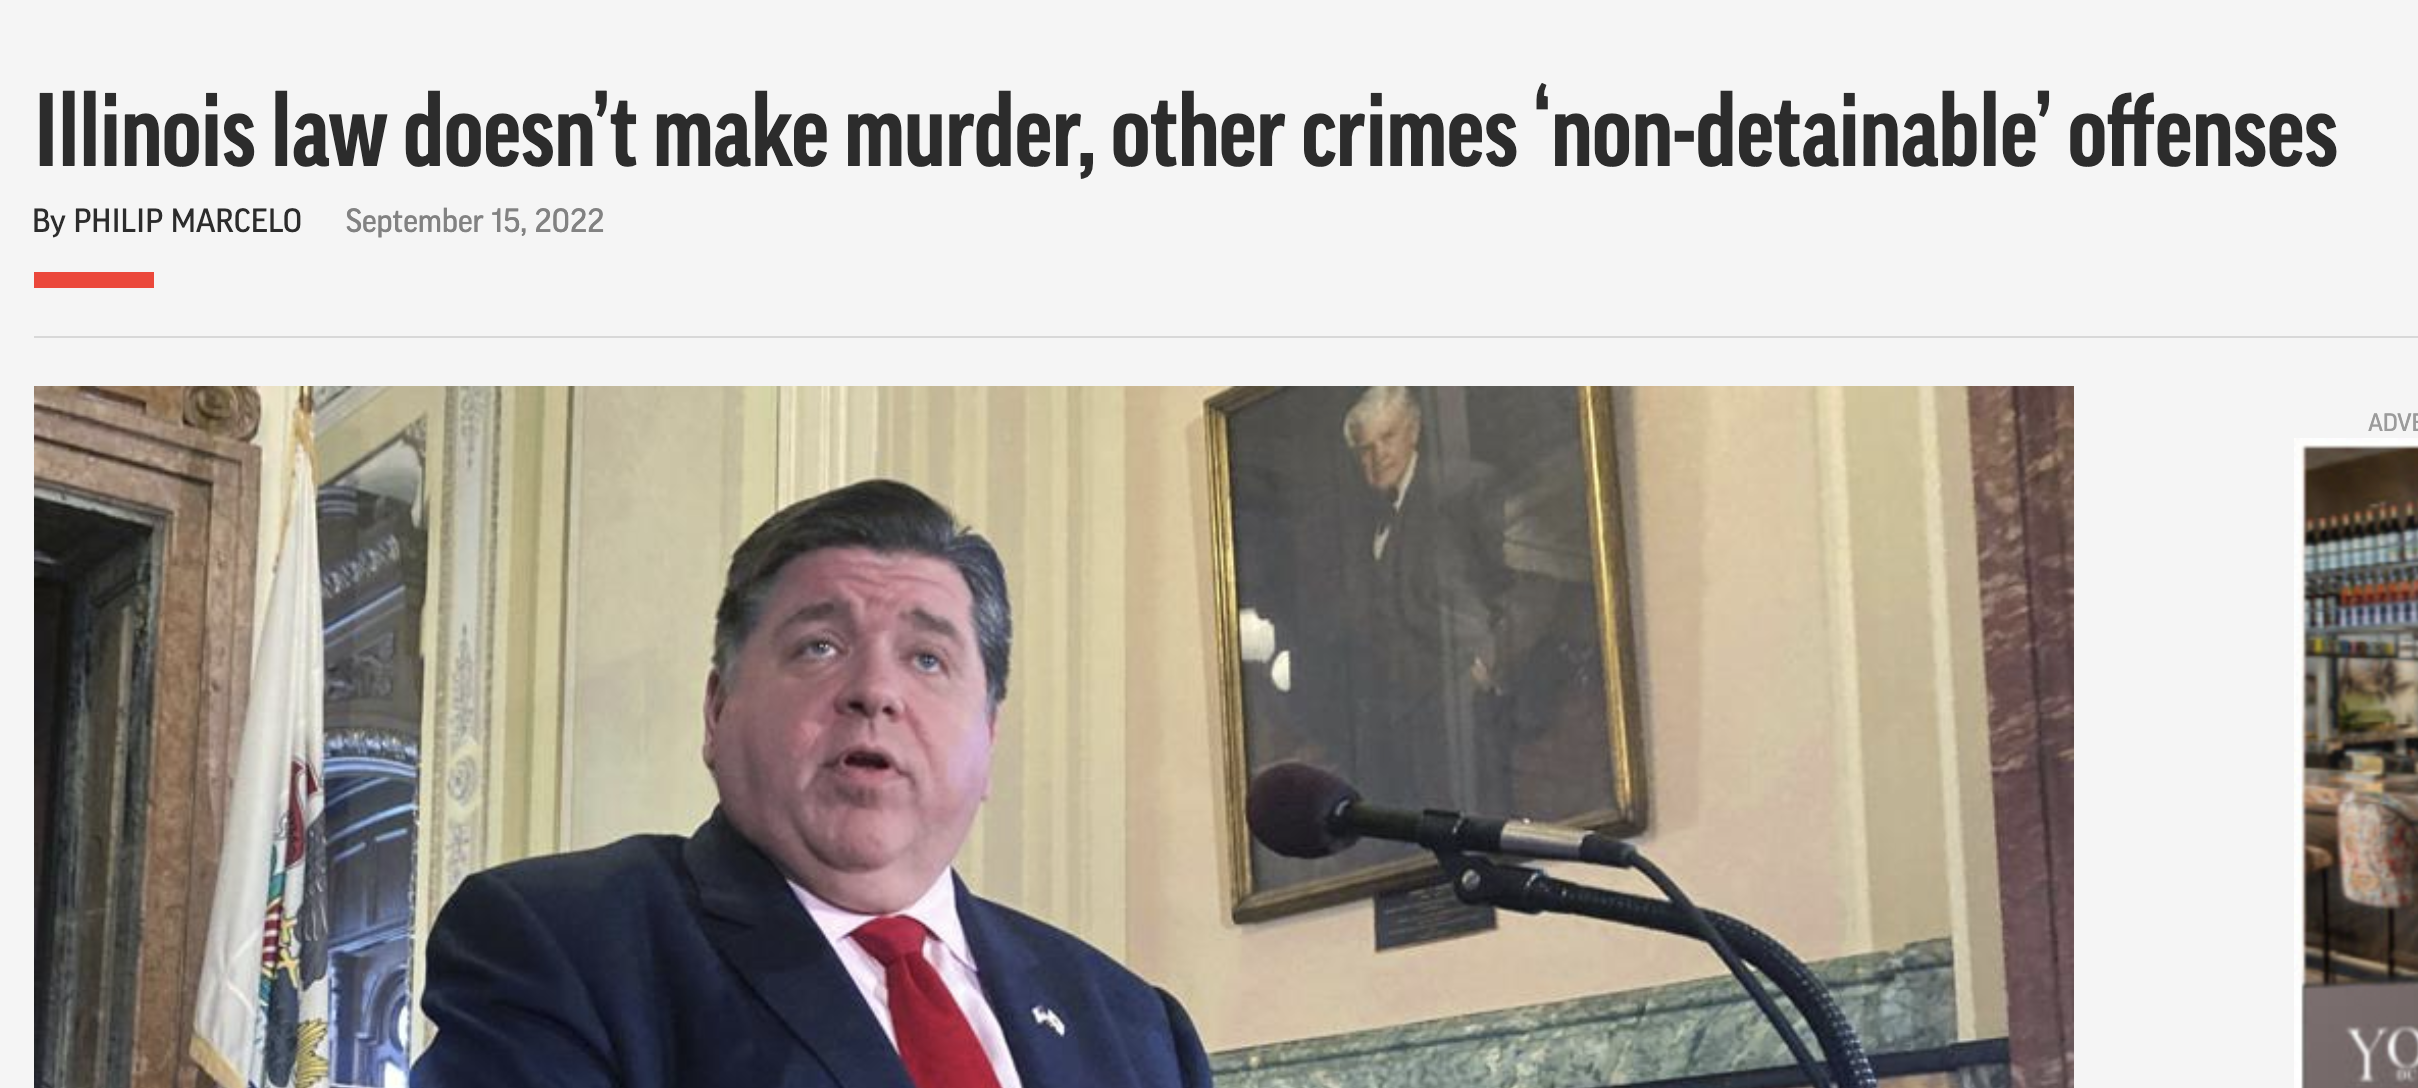 Illinois law doesn’t make murder, other crimes ‘non-detainable’ offenses
By PHILIP MARCELO September 15, 2022